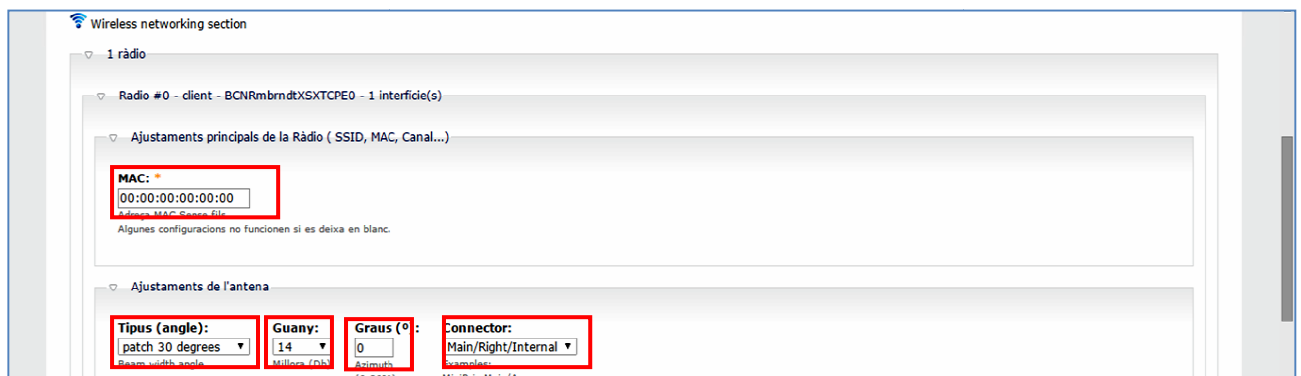 Wireless networking section
1 ràdio
Radio #0 - client - BCNRmbrndtXSXTCPE0 - 1 interfície(s)
Ajustaments principals de la Ràdio ( SSID, MAC, Canal...)
MAC: *
00:00:00:00:00:00
Adreça MAC Sense fils.
Algunes configuracions no funcionen si es deixa en blanc.
Ajustaments de l'antena
Tipus (angle): Guany: Graus (º): Connector:
patch 30 degrees 14 0 Main/Right/Internal
Beam width angle Millora (Db) Azimuth Examples: